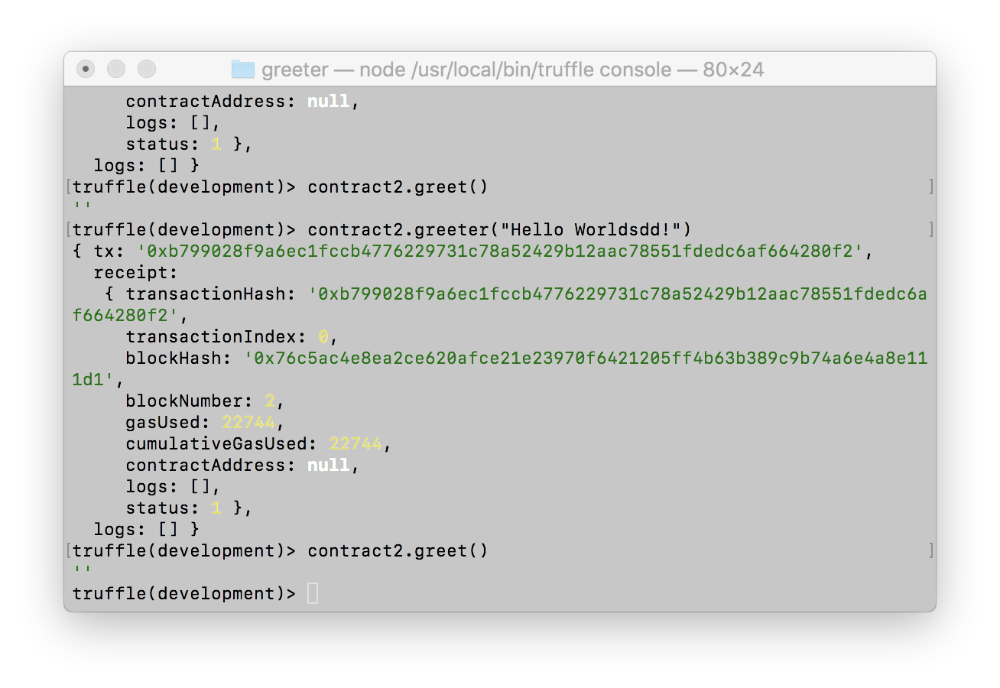 greeter — node /usr/local/bin/truffle console — 80×24
contractAddress: null,
logs: [],
status: 1 },
logs: [] }
[truffle(development)> contract2.greet() ]
''
[truffle(development)> contract2.greeter("Hello Worldsdd!") ]
{ tx: '0xb799028f9a6ec1fccb4776229731c78a52429b12aac78551fdedc6af664280f2',
receipt:
{ transactionHash: '0xb799028f9a6ec1fccb4776229731c78a52429b12aac78551fdedc6a
f664280f2',
transactionIndex: 0,
blockHash: '0x76c5ac4e8ea2ce620afce21e23970f6421205ff4b63b389c9b74a6e4a8e11
1d1',
blockNumber: 2,
gasUsed: 22744,
cumulativeGasUsed: 22744,
contractAddress: null,
logs: [],
status: 1 },
logs: [] }
[truffle(development)> contract2.greet() ]
''
truffle(development)>